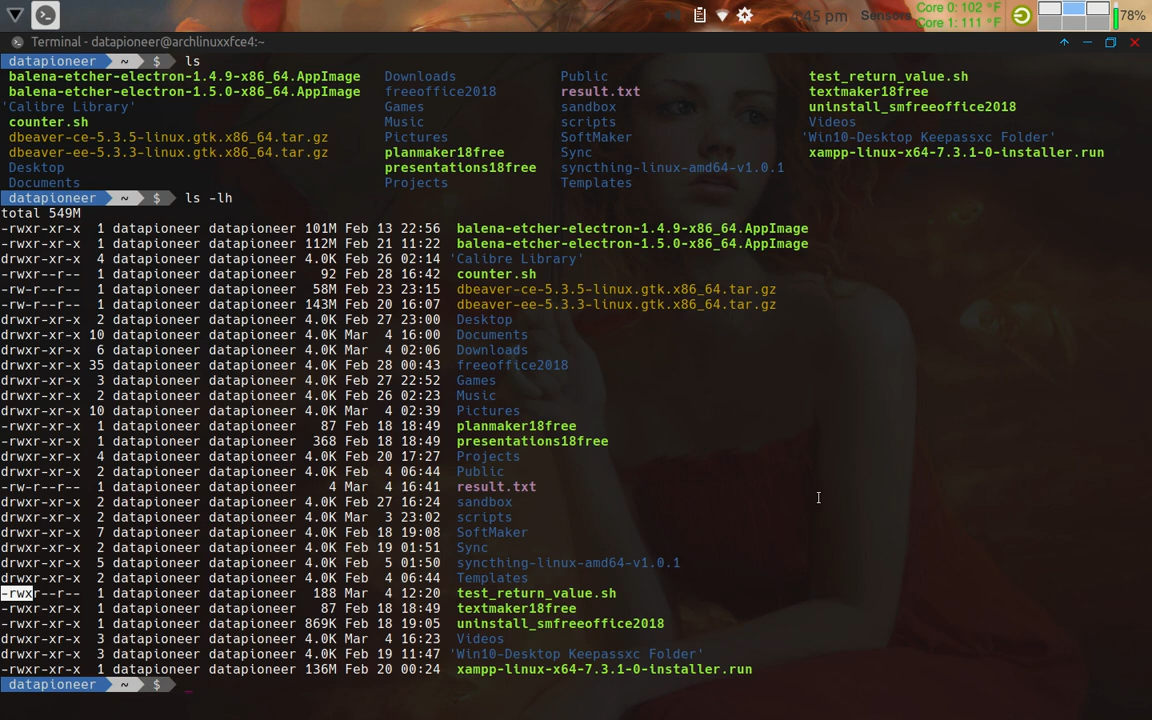 4:45 pm Sensors Core 0: 102 °F
Core 1: 111 °F
78%
Terminal - datapioneer@archlinuxxfce4:~
datapioneer ~ $ ls
balena-etcher-electron-1.4.9-x86_64.AppImage Downloads Public test_return_value.sh
balena-etcher-electron-1.5.0-x86_64.AppImage freeoffice2018 result.txt textmaker18free
'Calibre Library' Games sandbox uninstall_smfreeoffice2018
counter.sh Music scripts Videos
dbeaver-ce-5.3.5-linux.gtk.x86_64.tar.gz Pictures SoftMaker 'Win10-Desktop Keepassxc Folder'
dbeaver-ee-5.3.3-linux.gtk.x86_64.tar.gz planmaker18free Sync xampp-linux-x64-7.3.1-0-installer.run
Desktop presentations18free syncthing-linux-amd64-v1.0.1
Documents Projects Templates
datapioneer ~ $ ls -lh
total 549M
-rwxr-xr-x 1 datapioneer datapioneer 101M Feb 13 22:56 balena-etcher-electron-1.4.9-x86_64.AppImage
-rwxr-xr-x 1 datapioneer datapioneer 112M Feb 21 11:22 balena-etcher-electron-1.5.0-x86_64.AppImage
drwxr-xr-x 4 datapioneer datapioneer 4.0K Feb 26 02:14 'Calibre Library'
-rwxr--r-- 1 datapioneer datapioneer 92 Feb 28 16:42 counter.sh
-rw-r--r-- 1 datapioneer datapioneer 58M Feb 23 23:15 dbeaver-ce-5.3.5-linux.gtk.x86_64.tar.gz
-rw-r--r-- 1 datapioneer datapioneer 143M Feb 20 16:07 dbeaver-ee-5.3.3-linux.gtk.x86_64.tar.gz
drwxr-xr-x 2 datapioneer datapioneer 4.0K Feb 27 23:00 Desktop
drwxr-xr-x 10 datapioneer datapioneer 4.0K Mar 4 16:00 Documents
drwxr-xr-x 6 datapioneer datapioneer 4.0K Mar 4 02:06 Downloads
drwxr-xr-x 35 datapioneer datapioneer 4.0K Feb 28 00:43 freeoffice2018
drwxr-xr-x 3 datapioneer datapioneer 4.0K Feb 27 22:52 Games
drwxr-xr-x 2 datapioneer datapioneer 4.0K Feb 26 02:23 Music
drwxr-xr-x 10 datapioneer datapioneer 4.0K Mar 4 02:39 Pictures
-rwxr-xr-x 1 datapioneer datapioneer 87 Feb 18 18:49 planmaker18free
-rwxr-xr-x 1 datapioneer datapioneer 368 Feb 18 18:49 presentations18free
drwxr-xr-x 4 datapioneer datapioneer 4.0K Feb 20 17:27 Projects
drwxr-xr-x 2 datapioneer datapioneer 4.0K Feb 4 06:44 Public
-rw-r--r-- 1 datapioneer datapioneer 4 Mar 4 16:41 result.txt
drwxr-xr-x 2 datapioneer datapioneer 4.0K Feb 27 16:24 sandbox
drwxr-xr-x 2 datapioneer datapioneer 4.0K Mar 3 23:02 scripts
drwxr-xr-x 7 datapioneer datapioneer 4.0K Feb 18 19:08 SoftMaker
drwxr-xr-x 2 datapioneer datapioneer 4.0K Feb 19 01:51 Sync
drwxr-xr-x 5 datapioneer datapioneer 4.0K Feb 5 01:50 syncthing-linux-amd64-v1.0.1
drwxr-xr-x 2 datapioneer datapioneer 4.0K Feb 4 06:44 Templates
-rwxr--r-- 1 datapioneer datapioneer 188 Mar 4 12:20 test_return_value.sh
-rwxr-xr-x 1 datapioneer datapioneer 87 Feb 18 18:49 textmaker18free
-rwxr-xr-x 1 datapioneer datapioneer 869K Feb 18 19:05 uninstall_smfreeoffice2018
drwxr-xr-x 3 datapioneer datapioneer 4.0K Mar 4 16:23 Videos
drwxr-xr-x 3 datapioneer datapioneer 4.0K Feb 19 11:47 'Win10-Desktop Keepassxc Folder'
-rwxr-xr-x 1 datapioneer datapioneer 136M Feb 20 00:24 xampp-linux-x64-7.3.1-0-installer.run
datapioneer ~ $